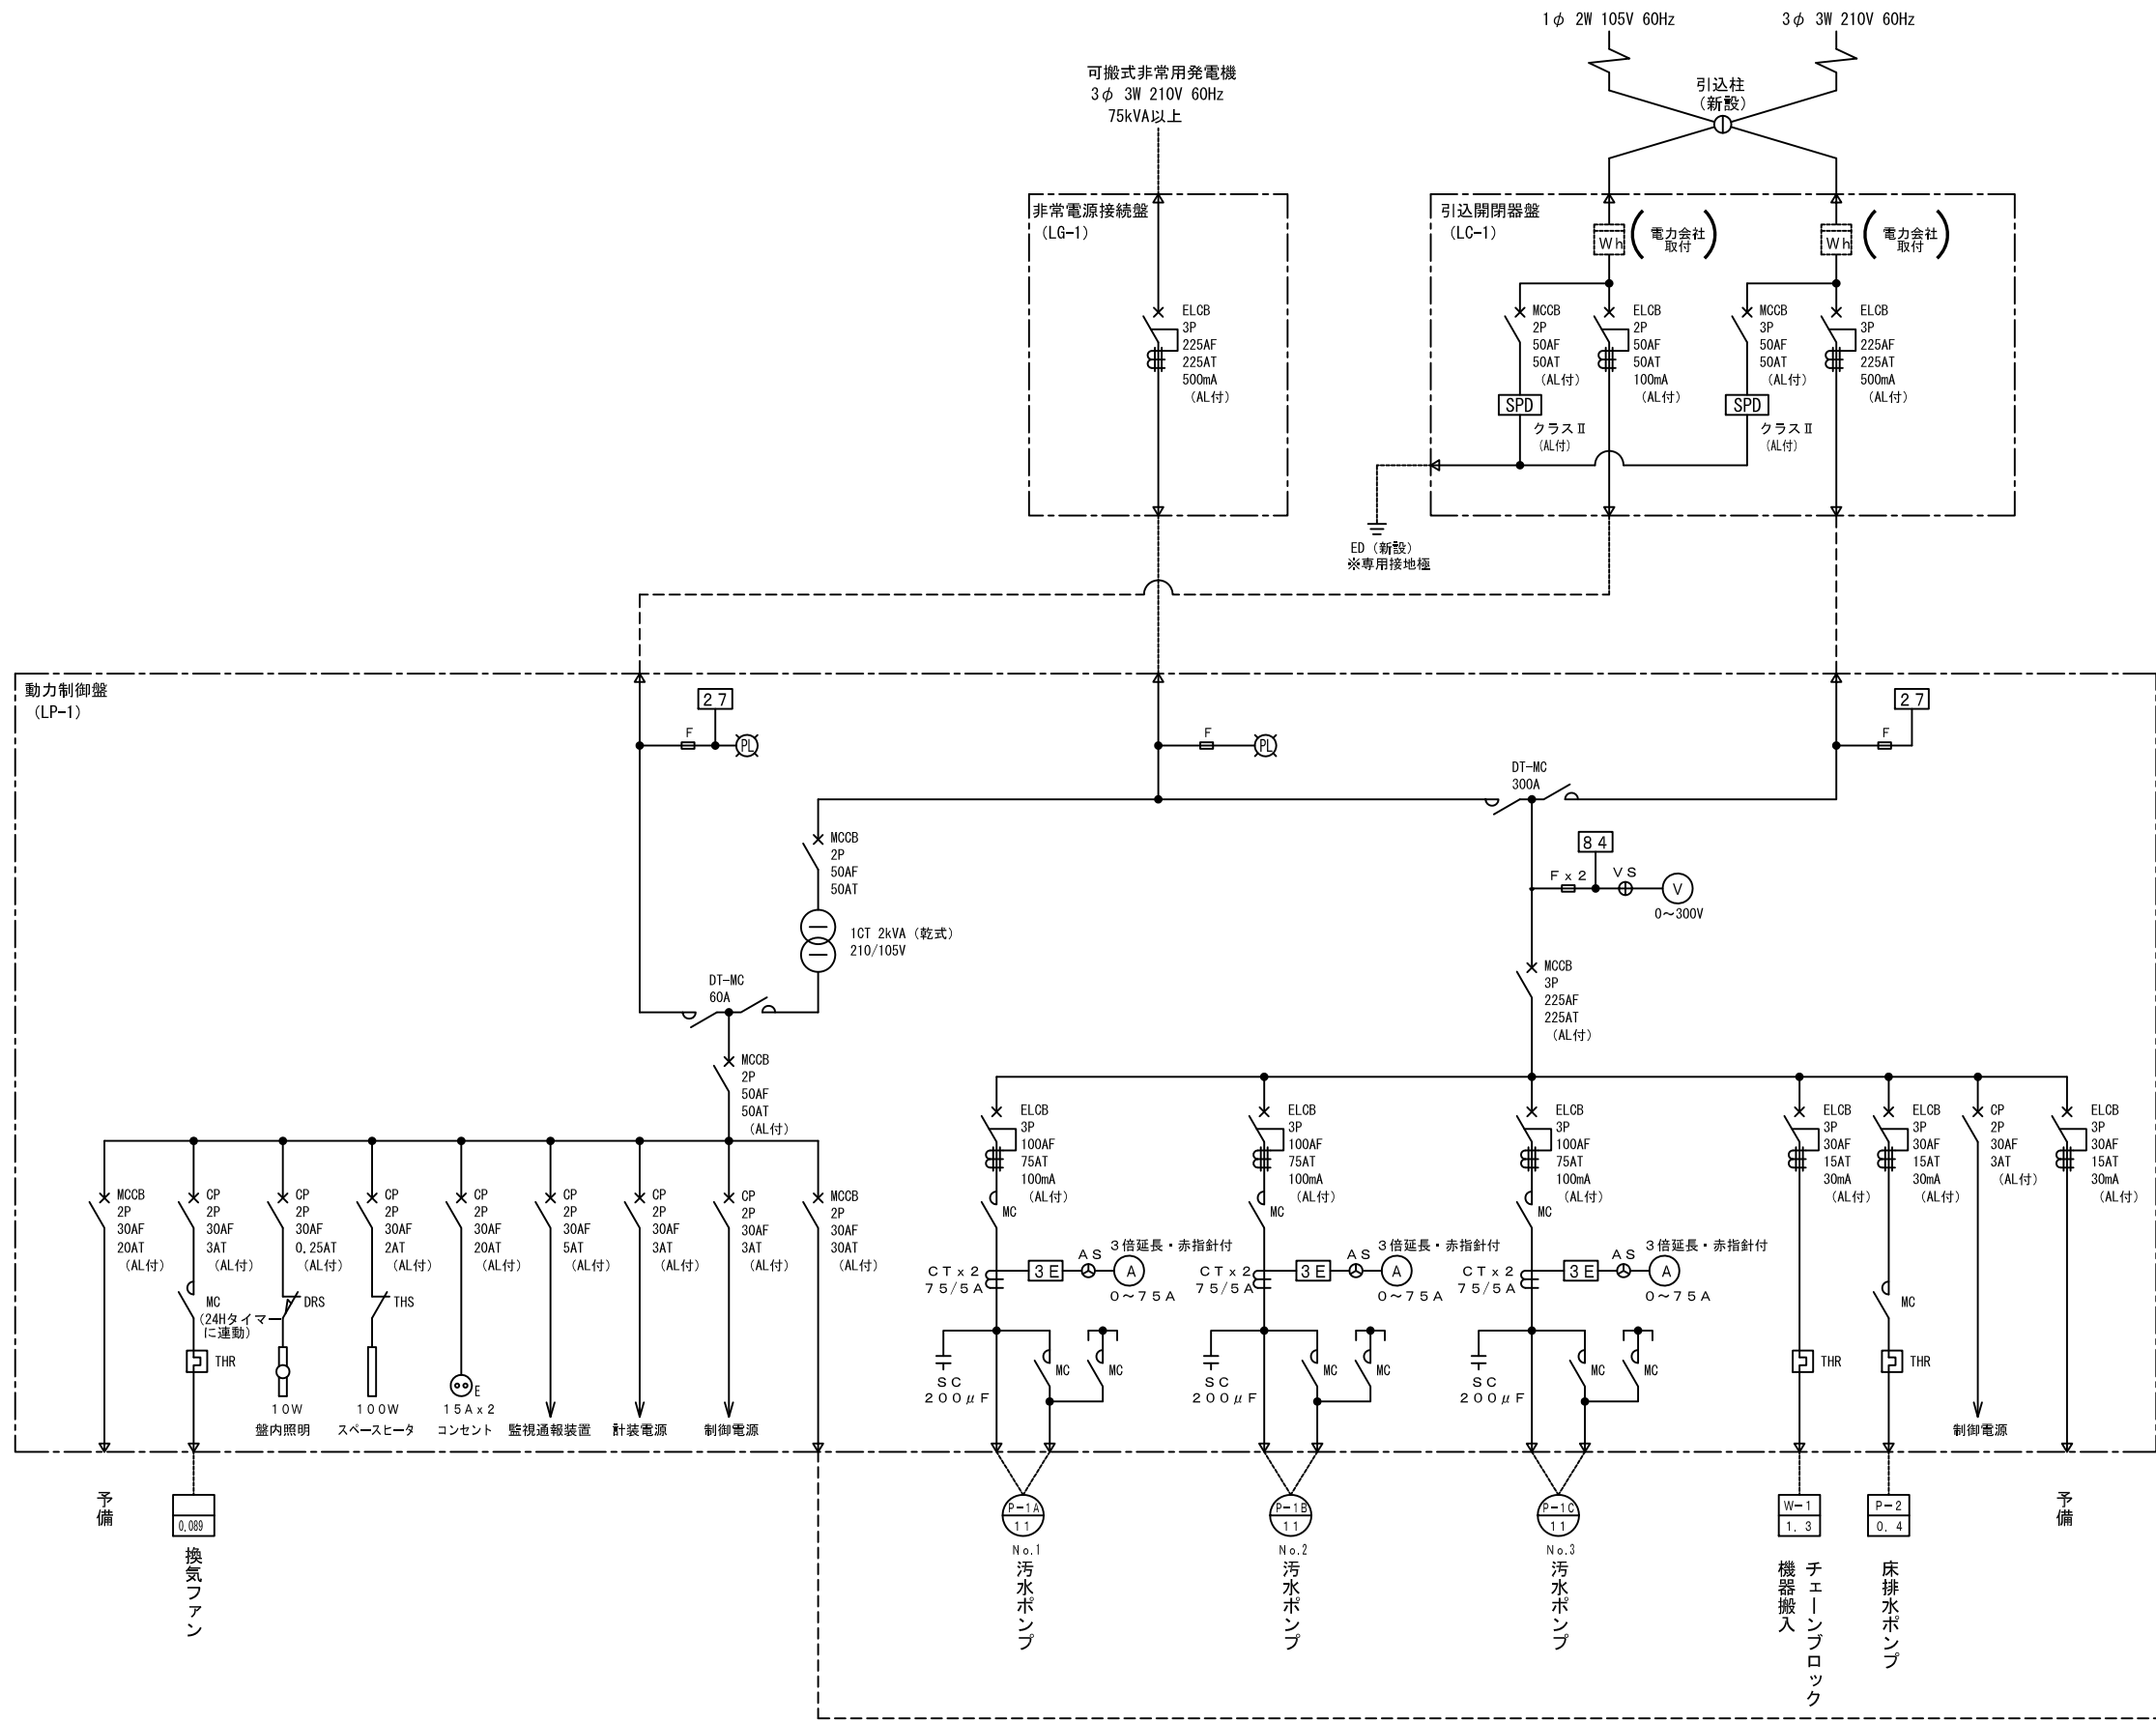 1φ 2W 105V 60Hz
3φ 3W 210V 60Hz
引込柱
(新設)
可搬式非常用発電機
3φ 3W 210V 60Hz
75kVA以上
非常電源接続盤
(LG-1)
ELCB
3P
225AF
225AT
500mA
(AL付)
引込開閉器盤
(LC-1)
Wh
電力会社
取付
Wh
電力会社
取付
MCCB
2P
50AF
50AT
(AL付)
SPD
クラスⅡ
(AL付)
ELCB
2P
50AF
50AT
100mA
(AL付)
MCCB
3P
50AF
50AT
(AL付)
SPD
クラスⅡ
(AL付)
ELCB
3P
225AF
225AT
500mA
(AL付)
ED (新設)
※専用接地極
動力制御盤
(LP-1)
27
F
PL
F
PL
27
F
DT-MC
300A
MCCB
2P
50AF
50AT
1CT 2kVA (乾式)
210/105V
84
F x 2
VS
V
0～300V
DT-MC
60A
MCCB
3P
225AF
225AT
(AL付)
MCCB
2P
50AF
50AT
(AL付)
MCCB
2P
30AF
20AT
(AL付)
CP
2P
30AF
3AT
(AL付)
MC
(24Hタイマー
に連動)
THR
CP
2P
30AF
0.25AT
(AL付)
DRS
10W
盤内照明
CP
2P
30AF
2AT
(AL付)
THS
100W
スペースヒータ
CP
2P
30AF
20AT
(AL付)
E
15A x 2
コンセント
CP
2P
30AF
5AT
(AL付)
監視通報装置
CP
2P
30AF
3AT
(AL付)
計装電源
CP
2P
30AF
3AT
(AL付)
制御電源
MCCB
2P
30AF
30AT
(AL付)
ELCB
3P
100AF
75AT
100mA
(AL付)
MC
CT x 2
75/5A
3E
AS
3倍延長・赤指針付
A
0～75A
SC
200μF
MC
MC
ELCB
3P
100AF
75AT
100mA
(AL付)
MC
CT x 2
75/5A
3E
AS
3倍延長・赤指針付
A
0～75A
SC
200μF
MC
MC
ELCB
3P
100AF
75AT
100mA
(AL付)
MC
CT x 2
75/5A
3E
AS
3倍延長・赤指針付
A
0～75A
SC
200μF
MC
MC
ELCB
3P
30AF
15AT
30mA
(AL付)
THR
ELCB
3P
30AF
15AT
30mA
(AL付)
MC
THR
CP
2P
30AF
3AT
(AL付)
制御電源
ELCB
3P
30AF
15AT
30mA
(AL付)
予備
0.089
換気ファン
P-1A
11
No.1
汚水ポンプ
P-1B
11
No.2
汚水ポンプ
P-1C
11
No.3
汚水ポンプ
W-1
1.3
機器搬入
チェーンブロック
P-2
0.4
床排水ポンプ
予備